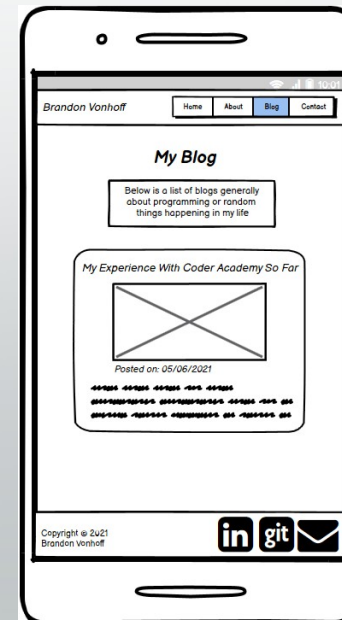 10:01
Brandon Vonhoff
Home About Blog Contact
My Blog
Below is a list of blogs generally
about programming or random
things happening in my life
My Experience With Coder Academy So Far
Posted on: 05/06/2021
Copyright © 2021
Brandon Vonhoff
in git